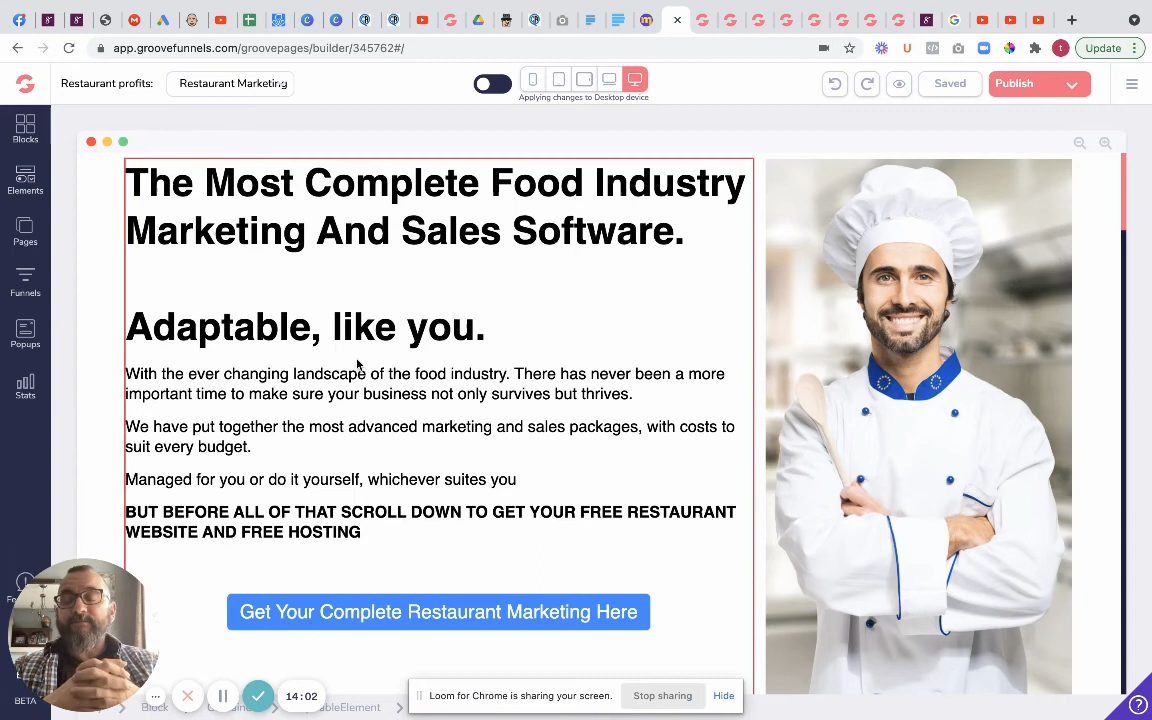 app.groovefunnels.com/groovepages/builder/345762#/
Update
Restaurant profits:
Restaurant Marketing
Applying changes to Desktop device
Saved
Publish
Blocks
Elements
Pages
Funnels
Popups
Stats
BETA
The Most Complete Food Industry
Marketing And Sales Software.
Adaptable, like you.
With the ever changing landscape of the food industry. There has never been a more
important time to make sure your business not only survives but thrives.
We have put together the most advanced marketing and sales packages, with costs to
suit every budget.
Managed for you or do it yourself, whichever suites you
BUT BEFORE ALL OF THAT SCROLL DOWN TO GET YOUR FREE RESTAURANT
WEBSITE AND FREE HOSTING
Get Your Complete Restaurant Marketing Here
14:02
Loom for Chrome is sharing your screen.
Stop sharing
Hide
Block